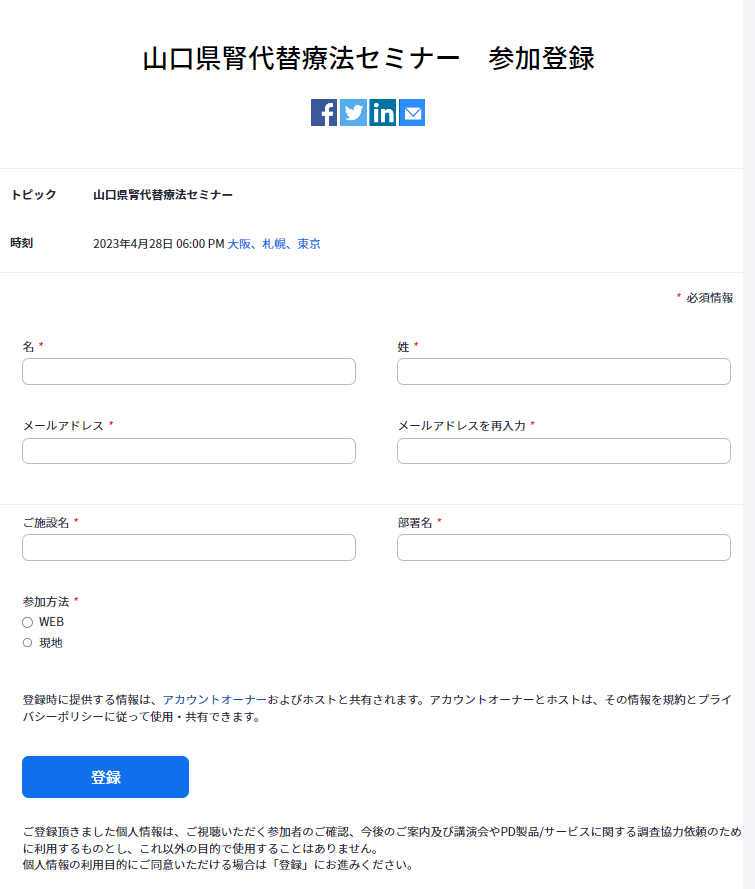 山口県腎代替療法セミナー　参加登録
トピック 山口県腎代替療法セミナー
時刻 2023年4月28日 06:00 PM 大阪、札幌、東京
* 必須情報
名 * 姓 *
メールアドレス * メールアドレスを再入力 *
ご施設名 * 部署名 *
参加方法 *
WEB
現地
登録時に提供する情報は、アカウントオーナーおよびホストと共有されます。アカウントオーナーとホストは、その情報を規約とプライ
バシーポリシーに従って使用・共有できます。
登録
ご登録頂きました個人情報は、ご視聴いただく参加者のご確認、今後のご案内及び講演会やPD製品/サービスに関する調査協力依頼のため
に利用するものとし、これ以外の目的で使用することはありません。
個人情報の利用目的にご同意いただける場合は「登録」にお進みください。